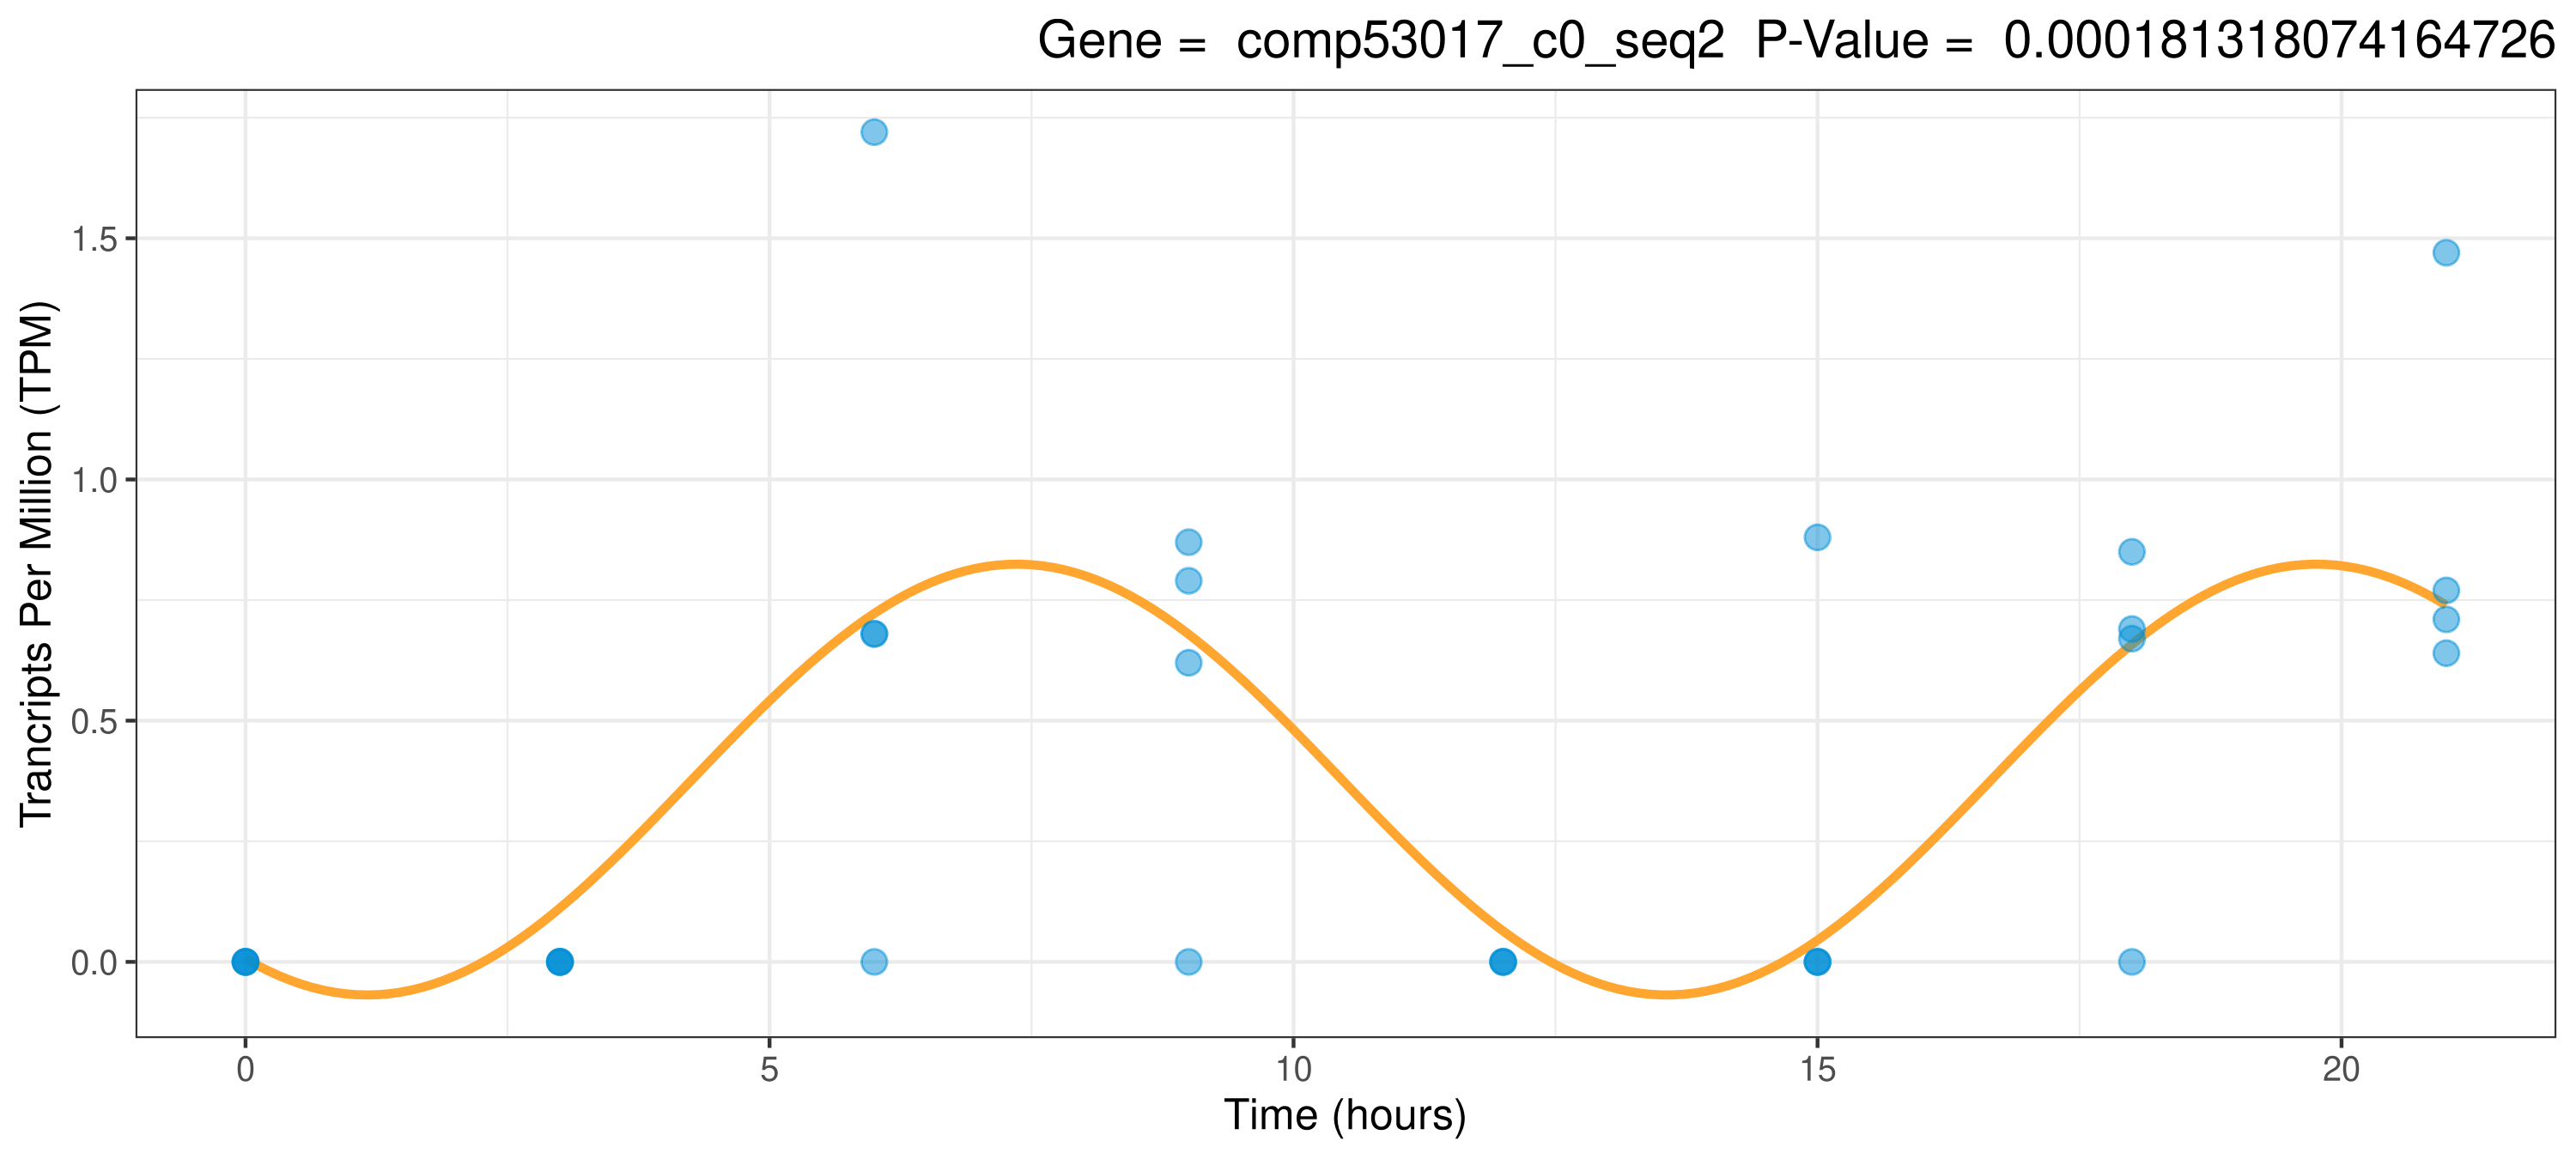 Gene = comp53017_c0_seq2 P-Value = 0.000181318074164726
Trancripts Per Million (TPM)
1.5
1.0
0.5
0.0
0 5 10 15 20
Time (hours)